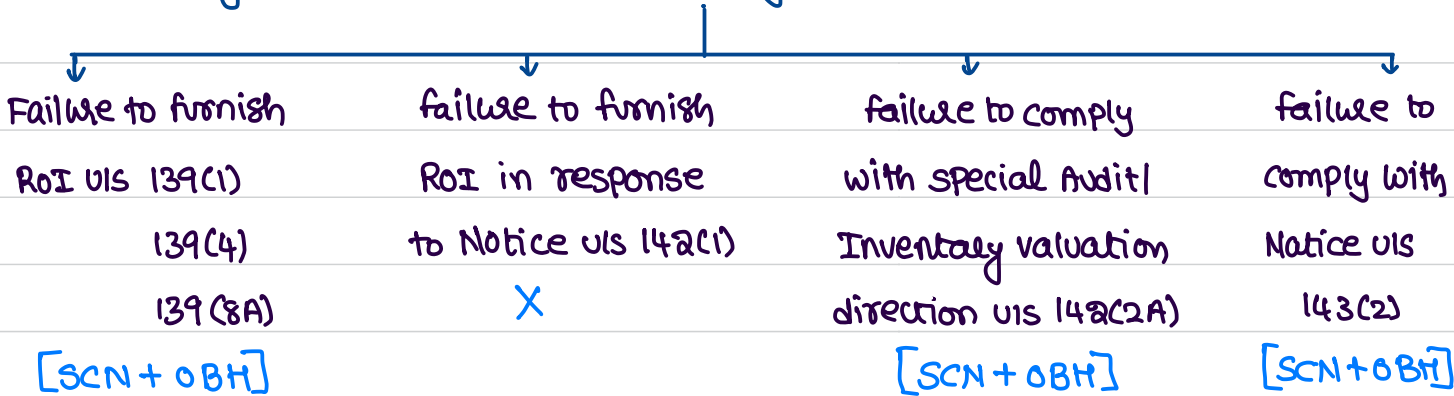 Failure to furnish
RoI u/s 139(1)
139(4)
139(8A)
[SCN + OBH]
failure to furnish
RoI in response
to Notice u/s 142(1)
X
failure to comply
with special Audit/
Inventory valuation
direction u/s 142(2A)
[SCN + OBH]
failure to
comply with
Notice u/s
143(2)
[SCN + OBH]